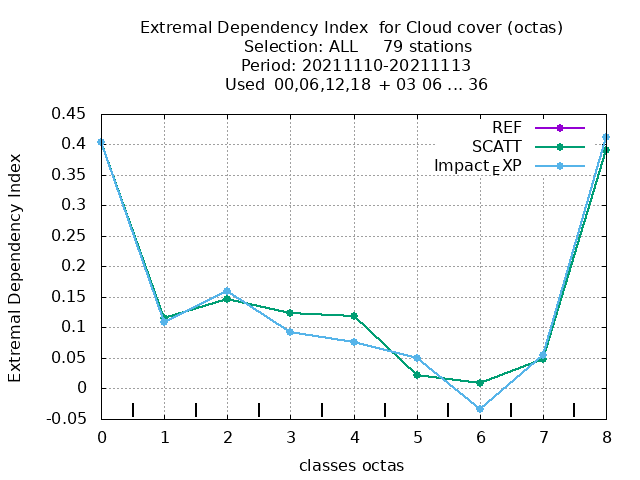 Extremal Dependency Index  for Cloud cover (octas)
Selection: ALL     79 stations
Period: 20211110-20211113
Used  00,06,12,18 + 03 06 ... 36
REF
SCATT
Impact_EXP
0.45
0.4
0.35
0.3
0.25
0.2
0.15
0.1
0.05
0
-0.05
Extremal Dependency Index
0 1 2 3 4 5 6 7 8
classes octas